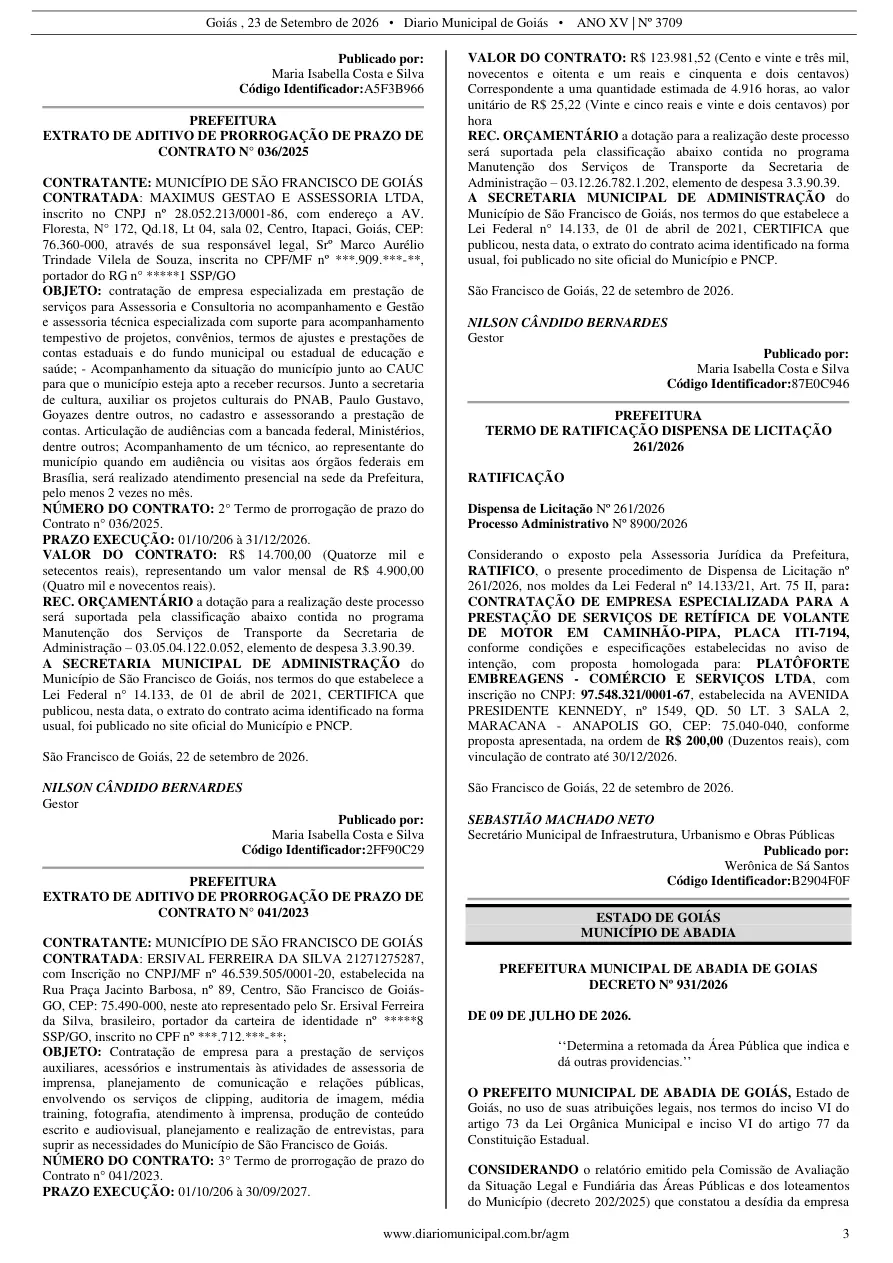 Goiás , 23 de Setembro de 2026 • Diario Municipal de Goiás • ANO XV | Nº 3709
Publicado por:
Maria Isabella Costa e Silva
Código Identificador:A5F3B966
PREFEITURA
EXTRATO DE ADITIVO DE PRORROGAÇÃO DE PRAZO DE
CONTRATO N° 036/2025
CONTRATANTE: MUNICÍPIO DE SÃO FRANCISCO DE GOIÁS
CONTRATADA: MAXIMUS GESTAO E ASSESSORIA LTDA,
inscrito no CNPJ nº 28.052.213/0001-86, com endereço a AV.
Floresta, N° 172, Qd.18, Lt 04, sala 02, Centro, Itapaci, Goiás, CEP:
76.360-000, através de sua responsável legal, Srº Marco Aurélio
Trindade Vilela de Souza, inscrita no CPF/MF nº ***.909.***-**,
portador do RG n° *****1 SSP/GO
OBJETO: contratação de empresa especializada em prestação de
serviços para Assessoria e Consultoria no acompanhamento e Gestão
e assessoria técnica especializada com suporte para acompanhamento
tempestivo de projetos, convênios, termos de ajustes e prestações de
contas estaduais e do fundo municipal ou estadual de educação e
saúde; - Acompanhamento da situação do município junto ao CAUC
para que o município esteja apto a receber recursos. Junto a secretaria
de cultura, auxiliar os projetos culturais do PNAB, Paulo Gustavo,
Goyazes dentre outros, no cadastro e assessorando a prestação de
contas. Articulação de audiências com a bancada federal, Ministérios,
dentre outros; Acompanhamento de um técnico, ao representante do
município quando em audiência ou visitas aos órgãos federais em
Brasília, será realizado atendimento presencial na sede da Prefeitura,
pelo menos 2 vezes no mês.
NÚMERO DO CONTRATO: 2° Termo de prorrogação de prazo do
Contrato n° 036/2025.
PRAZO EXECUÇÃO: 01/10/206 à 31/12/2026.
VALOR DO CONTRATO: R$ 14.700,00 (Quatorze mil e
setecentos reais), representando um valor mensal de R$ 4.900,00
(Quatro mil e novecentos reais).
REC. ORÇAMENTÁRIO a dotação para a realização deste processo
será suportada pela classificação abaixo contida no programa
Manutenção dos Serviços de Transporte da Secretaria de
Administração – 03.05.04.122.0.052, elemento de despesa 3.3.90.39.
A SECRETARIA MUNICIPAL DE ADMINISTRAÇÃO do
Município de São Francisco de Goiás, nos termos do que estabelece a
Lei Federal n° 14.133, de 01 de abril de 2021, CERTIFICA que
publicou, nesta data, o extrato do contrato acima identificado na forma
usual, foi publicado no site oficial do Município e PNCP.
São Francisco de Goiás, 22 de setembro de 2026.
NILSON CÂNDIDO BERNARDES
Gestor
Publicado por:
Maria Isabella Costa e Silva
Código Identificador:2FF90C29
PREFEITURA
EXTRATO DE ADITIVO DE PRORROGAÇÃO DE PRAZO DE
CONTRATO N° 041/2023
CONTRATANTE: MUNICÍPIO DE SÃO FRANCISCO DE GOIÁS
CONTRATADA: ERSIVAL FERREIRA DA SILVA 21271275287,
com Inscrição no CNPJ/MF nº 46.539.505/0001-20, estabelecida na
Rua Praça Jacinto Barbosa, nº 89, Centro, São Francisco de Goiás-
GO, CEP: 75.490-000, neste ato representado pelo Sr. Ersival Ferreira
da Silva, brasileiro, portador da carteira de identidade nº *****8
SSP/GO, inscrito no CPF nº ***.712.***-**;
OBJETO: Contratação de empresa para a prestação de serviços
auxiliares, acessórios e instrumentais às atividades de assessoria de
imprensa, planejamento de comunicação e relações públicas,
envolvendo os serviços de clipping, auditoria de imagem, média
training, fotografia, atendimento à imprensa, produção de conteúdo
escrito e audiovisual, planejamento e realização de entrevistas, para
suprir as necessidades do Município de São Francisco de Goiás.
NÚMERO DO CONTRATO: 3° Termo de prorrogação de prazo do
Contrato n° 041/2023.
PRAZO EXECUÇÃO: 01/10/206 à 30/09/2027.
VALOR DO CONTRATO: R$ 123.981,52 (Cento e vinte e três mil,
novecentos e oitenta e um reais e cinquenta e dois centavos)
Correspondente a uma quantidade estimada de 4.916 horas, ao valor
unitário de R$ 25,22 (Vinte e cinco reais e vinte e dois centavos) por
hora
REC. ORÇAMENTÁRIO a dotação para a realização deste processo
será suportada pela classificação abaixo contida no programa
Manutenção dos Serviços de Transporte da Secretaria de
Administração – 03.12.26.782.1.202, elemento de despesa 3.3.90.39.
A SECRETARIA MUNICIPAL DE ADMINISTRAÇÃO do
Município de São Francisco de Goiás, nos termos do que estabelece a
Lei Federal n° 14.133, de 01 de abril de 2021, CERTIFICA que
publicou, nesta data, o extrato do contrato acima identificado na forma
usual, foi publicado no site oficial do Município e PNCP.
São Francisco de Goiás, 22 de setembro de 2026.
NILSON CÂNDIDO BERNARDES
Gestor
Publicado por:
Maria Isabella Costa e Silva
Código Identificador:87E0C946
PREFEITURA
TERMO DE RATIFICAÇÃO DISPENSA DE LICITAÇÃO
261/2026
RATIFICAÇÃO
Dispensa de Licitação Nº 261/2026
Processo Administrativo Nº 8900/2026
Considerando o exposto pela Assessoria Jurídica da Prefeitura,
RATIFICO, o presente procedimento de Dispensa de Licitação nº
261/2026, nos moldes da Lei Federal nº 14.133/21, Art. 75 II, para:
CONTRATAÇÃO DE EMPRESA ESPECIALIZADA PARA A
PRESTAÇÃO DE SERVIÇOS DE RETÍFICA DE VOLANTE
DE MOTOR EM CAMINHÃO-PIPA, PLACA ITI-7194,
conforme condições e especificações estabelecidas no aviso de
intenção, com proposta homologada para: PLATÔFORTE
EMBREAGENS - COMÉRCIO E SERVIÇOS LTDA, com
inscrição no CNPJ: 97.548.321/0001-67, estabelecida na AVENIDA
PRESIDENTE KENNEDY, nº 1549, QD. 50 LT. 3 SALA 2,
MARACANA - ANAPOLIS GO, CEP: 75.040-040, conforme
proposta apresentada, na ordem de R$ 200,00 (Duzentos reais), com
vinculação de contrato até 30/12/2026.
São Francisco de Goiás, 22 de setembro de 2026.
SEBASTIÃO MACHADO NETO
Secretário Municipal de Infraestrutura, Urbanismo e Obras Públicas
Publicado por:
Werônica de Sá Santos
Código Identificador:B2904F0F
ESTADO DE GOIÁS
MUNICÍPIO DE ABADIA
PREFEITURA MUNICIPAL DE ABADIA DE GOIAS
DECRETO Nº 931/2026
DE 09 DE JULHO DE 2026.
‘‘Determina a retomada da Área Pública que indica e
dá outras providencias.’’
O PREFEITO MUNICIPAL DE ABADIA DE GOIÁS, Estado de
Goiás, no uso de suas atribuições legais, nos termos do inciso VI do
artigo 73 da Lei Orgânica Municipal e inciso VI do artigo 77 da
Constituição Estadual.
CONSIDERANDO o relatório emitido pela Comissão de Avaliação
da Situação Legal e Fundiária das Áreas Públicas e dos loteamentos
do Município (decreto 202/2025) que constatou a desídia da empresa
www.diariomunicipal.com.br/agm
3